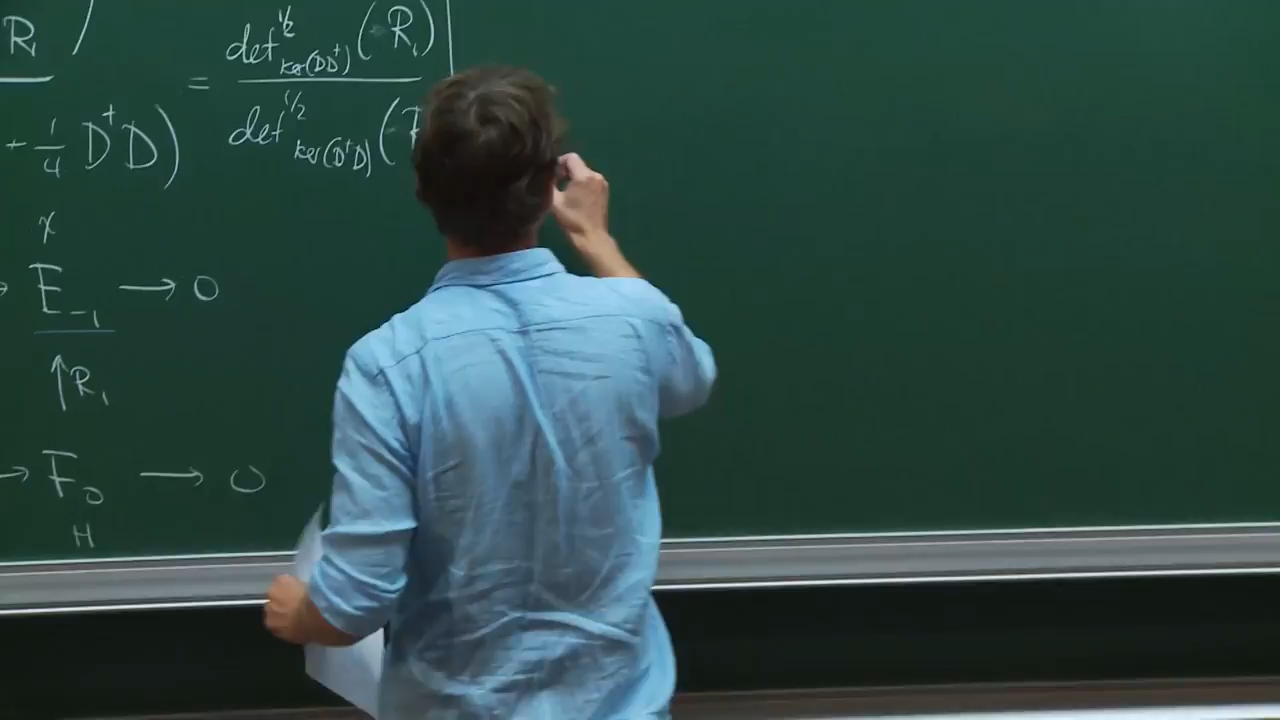 R₁ / = det^{1/2}_{ker(DD†)} (R₁)
+ 1/4 D†D) det^{1/2}_{ker(D†D)} (
χ
→ E₋₁ → 0
↑ R₁
→ F₀ → 0
H